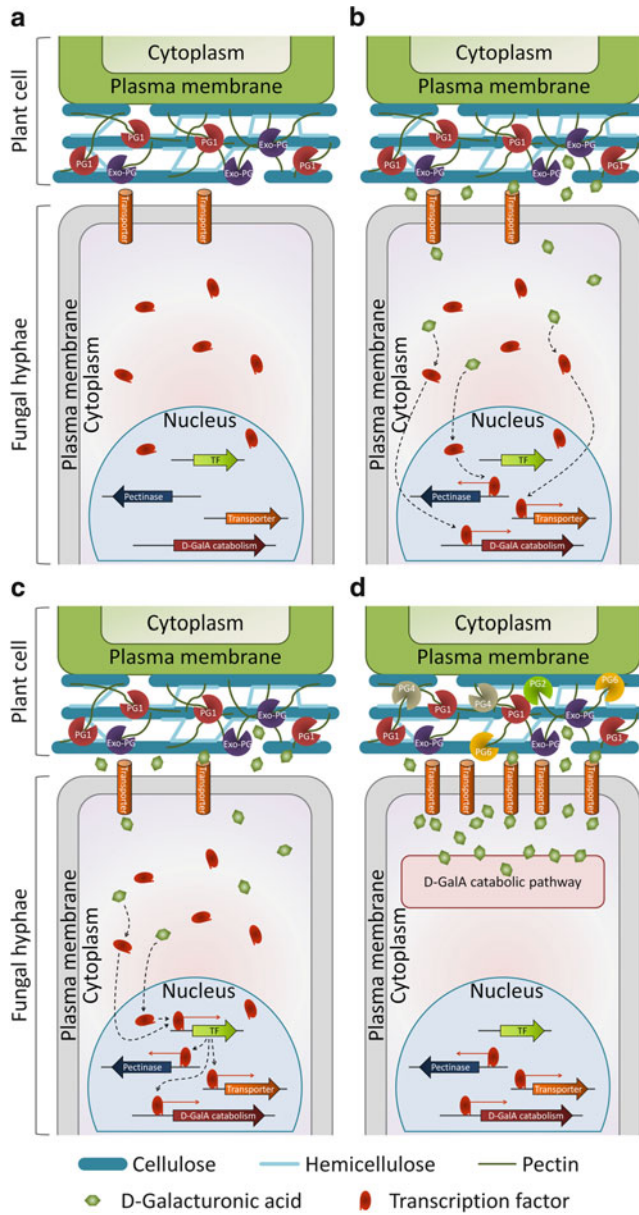 a
Plant cell
Cytoplasm
Plasma membrane
PG1
PG1
Exo-PG
PG1
Exo-PG
Exo-PG
PG1
Fungal hyphae
Transporter
Transporter
Plasma membrane
Cytoplasm
Nucleus
TF
Pectinase
Transporter
D-GalA catabolism
b
Cytoplasm
Plasma membrane
PG1
PG1
Exo-PG
PG1
Exo-PG
Exo-PG
PG1
Transporter
Transporter
Plasma membrane
Cytoplasm
Nucleus
TF
Pectinase
Transporter
D-GalA catabolism
c
Plant cell
Cytoplasm
Plasma membrane
PG1
PG1
Exo-PG
PG1
Exo-PG
Exo-PG
PG1
Fungal hyphae
Transporter
Transporter
Plasma membrane
Cytoplasm
Nucleus
TF
Pectinase
Transporter
D-GalA catabolism
d
Cytoplasm
Plasma membrane
PG4
PG4
PG2
PG6
PG1
Exo-PG
PG1
Exo-PG
PG6
Exo-PG
PG1
Transporter
Transporter
Transporter
Transporter
Transporter
D-GalA catabolic pathway
Plasma membrane
Cytoplasm
Nucleus
TF
Pectinase
Transporter
D-GalA catabolism
Cellulose
Hemicellulose
Pectin
D-Galacturonic acid
Transcription factor